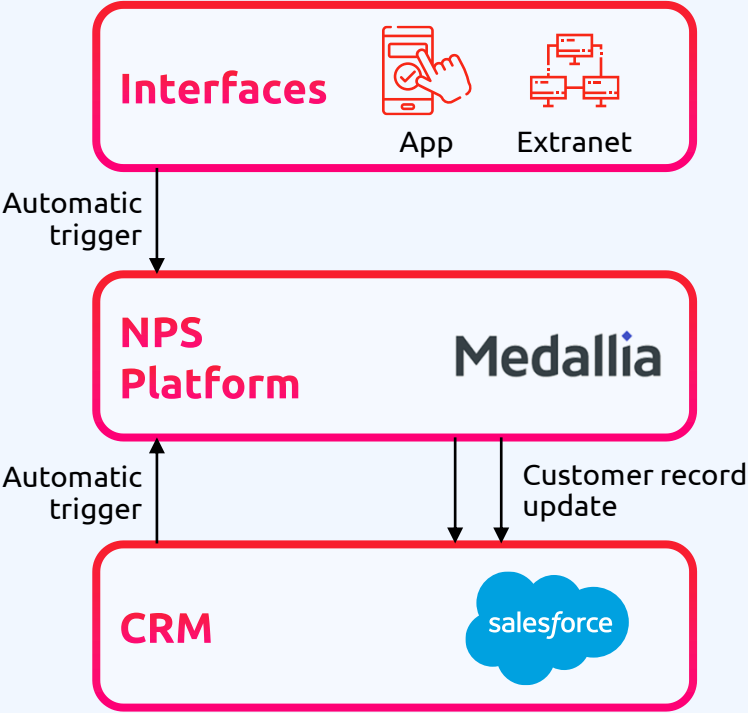 Interfaces
App
Extranet
Automatic
trigger
NPS
Platform
Medallia
Automatic
trigger
Customer record
update
CRM
salesforce